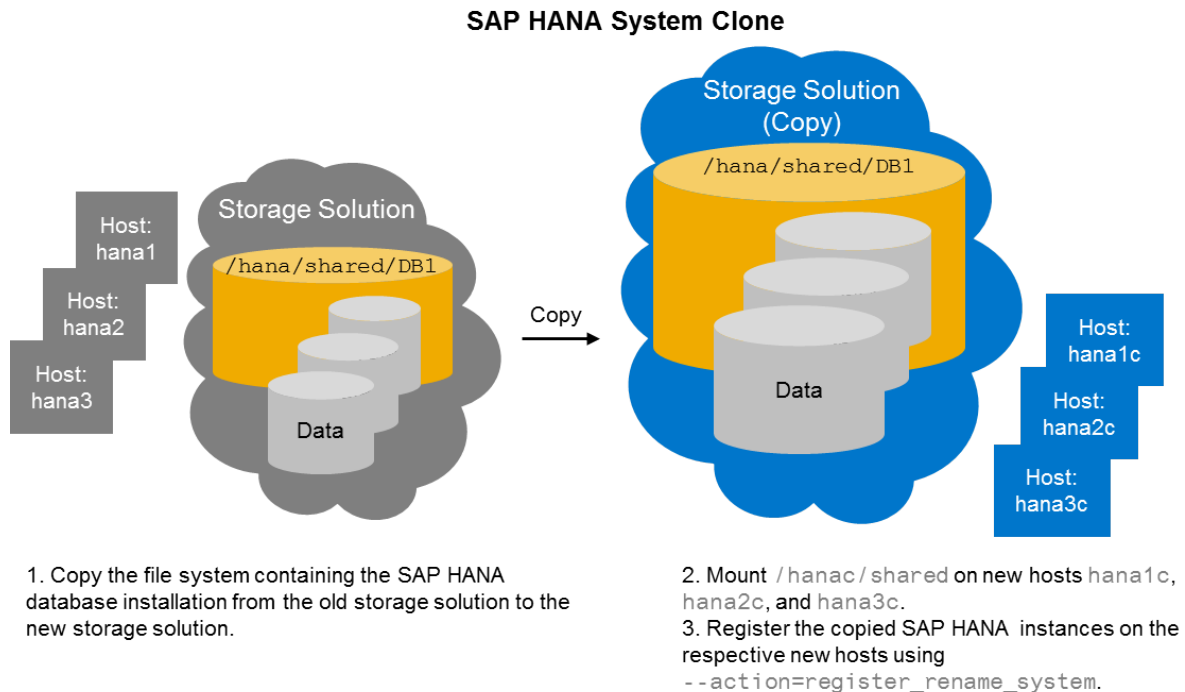 SAP HANA System Clone
Host:
hana1
Host:
hana2
Host:
hana3
Storage Solution
/hana/shared/DB1
Data
Copy
Storage Solution
(Copy)
/hana/shared/DB1
Data
Host:
hana1c
Host:
hana2c
Host:
hana3c
1. Copy the file system containing the SAP HANA
database installation from the old storage solution to the
new storage solution.
2. Mount /hanac/shared on new hosts hana1c,
hana2c, and hana3c.
3. Register the copied SAP HANA instances on the
respective new hosts using
--action=register_rename_system.